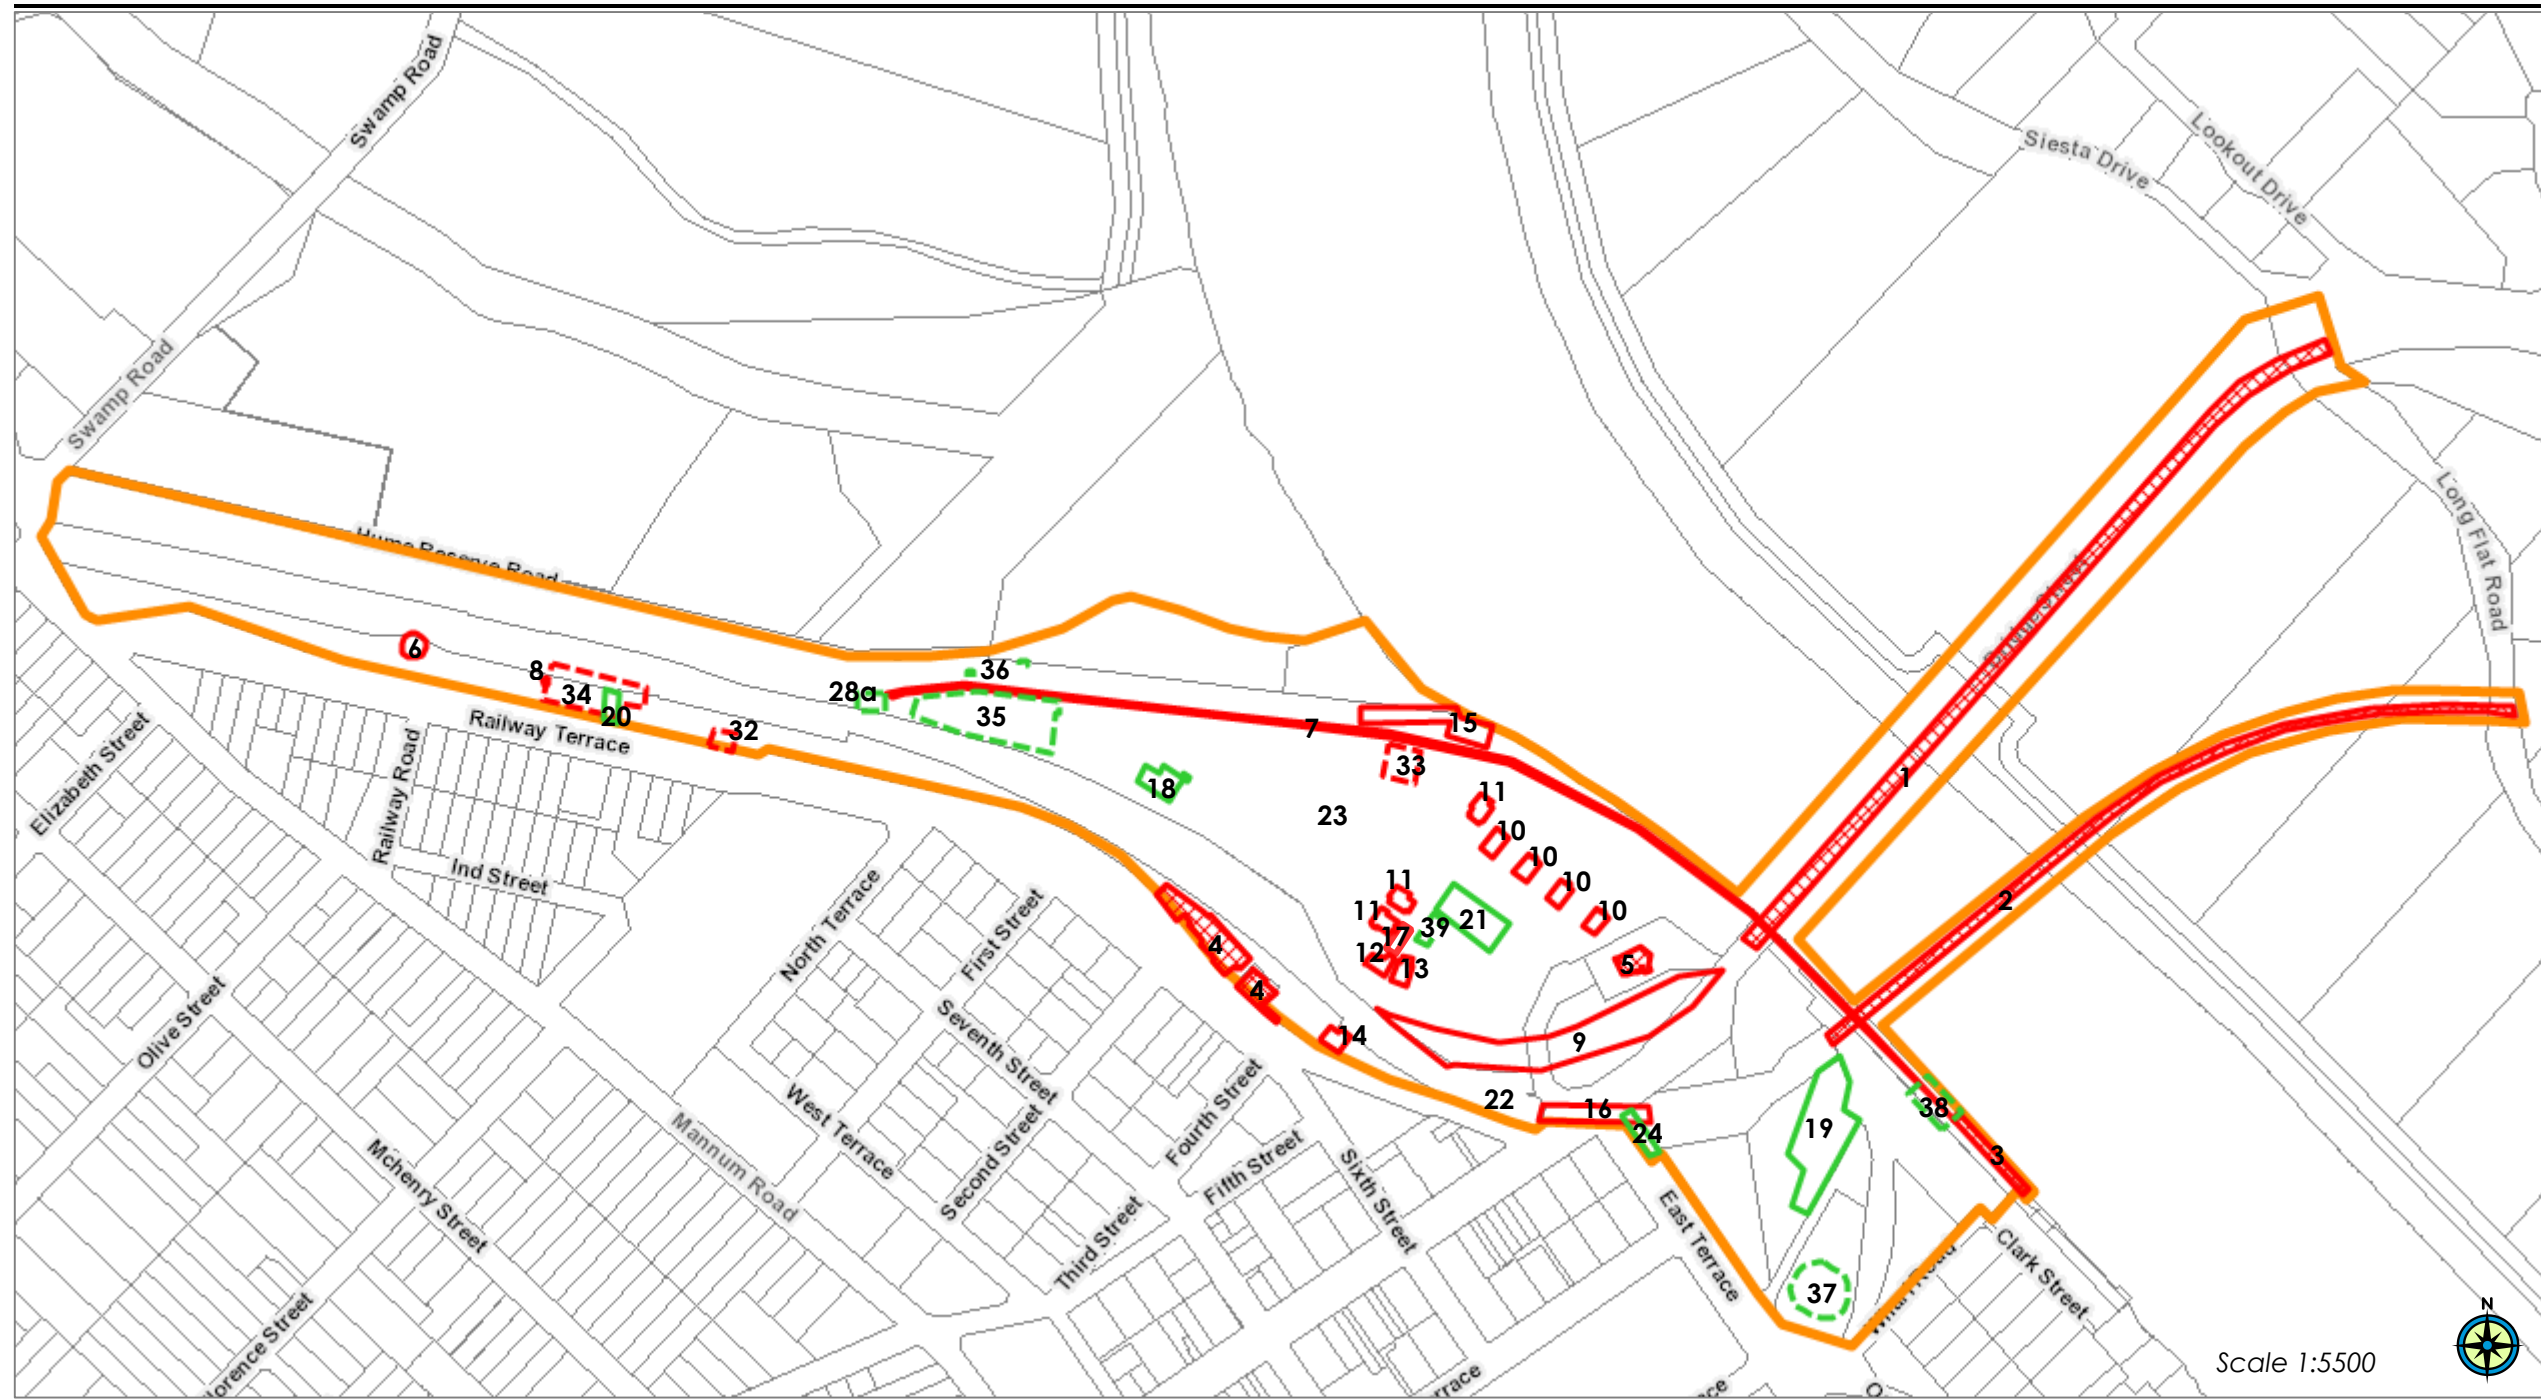 Swamp Road
Siesta Drive
Lookout Drive
Swamp Road
Long Flat Road
Hume Reserve Road
6
8
34
20
32
28a
36
35
7
15
33
18
23
11
10
10
10
10
11
11
39
21
17
12
13
5
1
2
4
4
14
9
22
16
24
19
38
3
37
Elizabeth Street
Railway Terrace
Railway Road
Ind Street
North Terrace
First Street
Olive Street
Seventh Street
West Terrace
Second Street
Fourth Street
Fifth Street
Sixth Street
Mannum Road
Mchenry Street
Third Street
East Terrace
Clark Street
Road
lorence Street
rrace
ce
O
N
Scale 1:5500